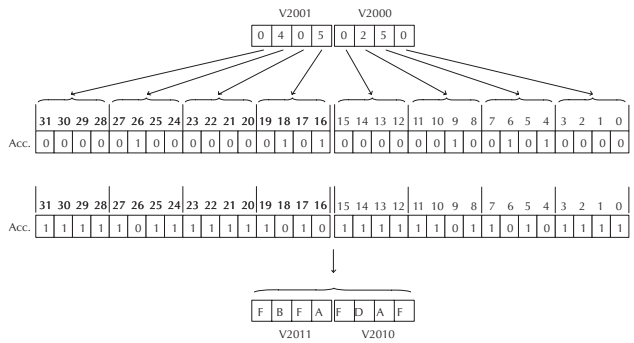 V2001 V2000
0 4 0 5 0 2 5 0
31 30 29 28 27 26 25 24 23 22 21 20 19 18 17 16 15 14 13 12 11 10 9 8 7 6 5 4 3 2 1 0
Acc. 0 0 0 0 0 1 0 0 0 0 0 0 0 1 0 1 0 0 0 0 0 0 1 0 0 1 0 1 0 0 0 0
31 30 29 28 27 26 25 24 23 22 21 20 19 18 17 16 15 14 13 12 11 10 9 8 7 6 5 4 3 2 1 0
Acc. 1 1 1 1 1 0 1 1 1 1 1 1 1 0 1 0 1 1 1 1 1 1 0 1 1 0 1 0 1 1 1 1
F B F A F D A F
V2011 V2010